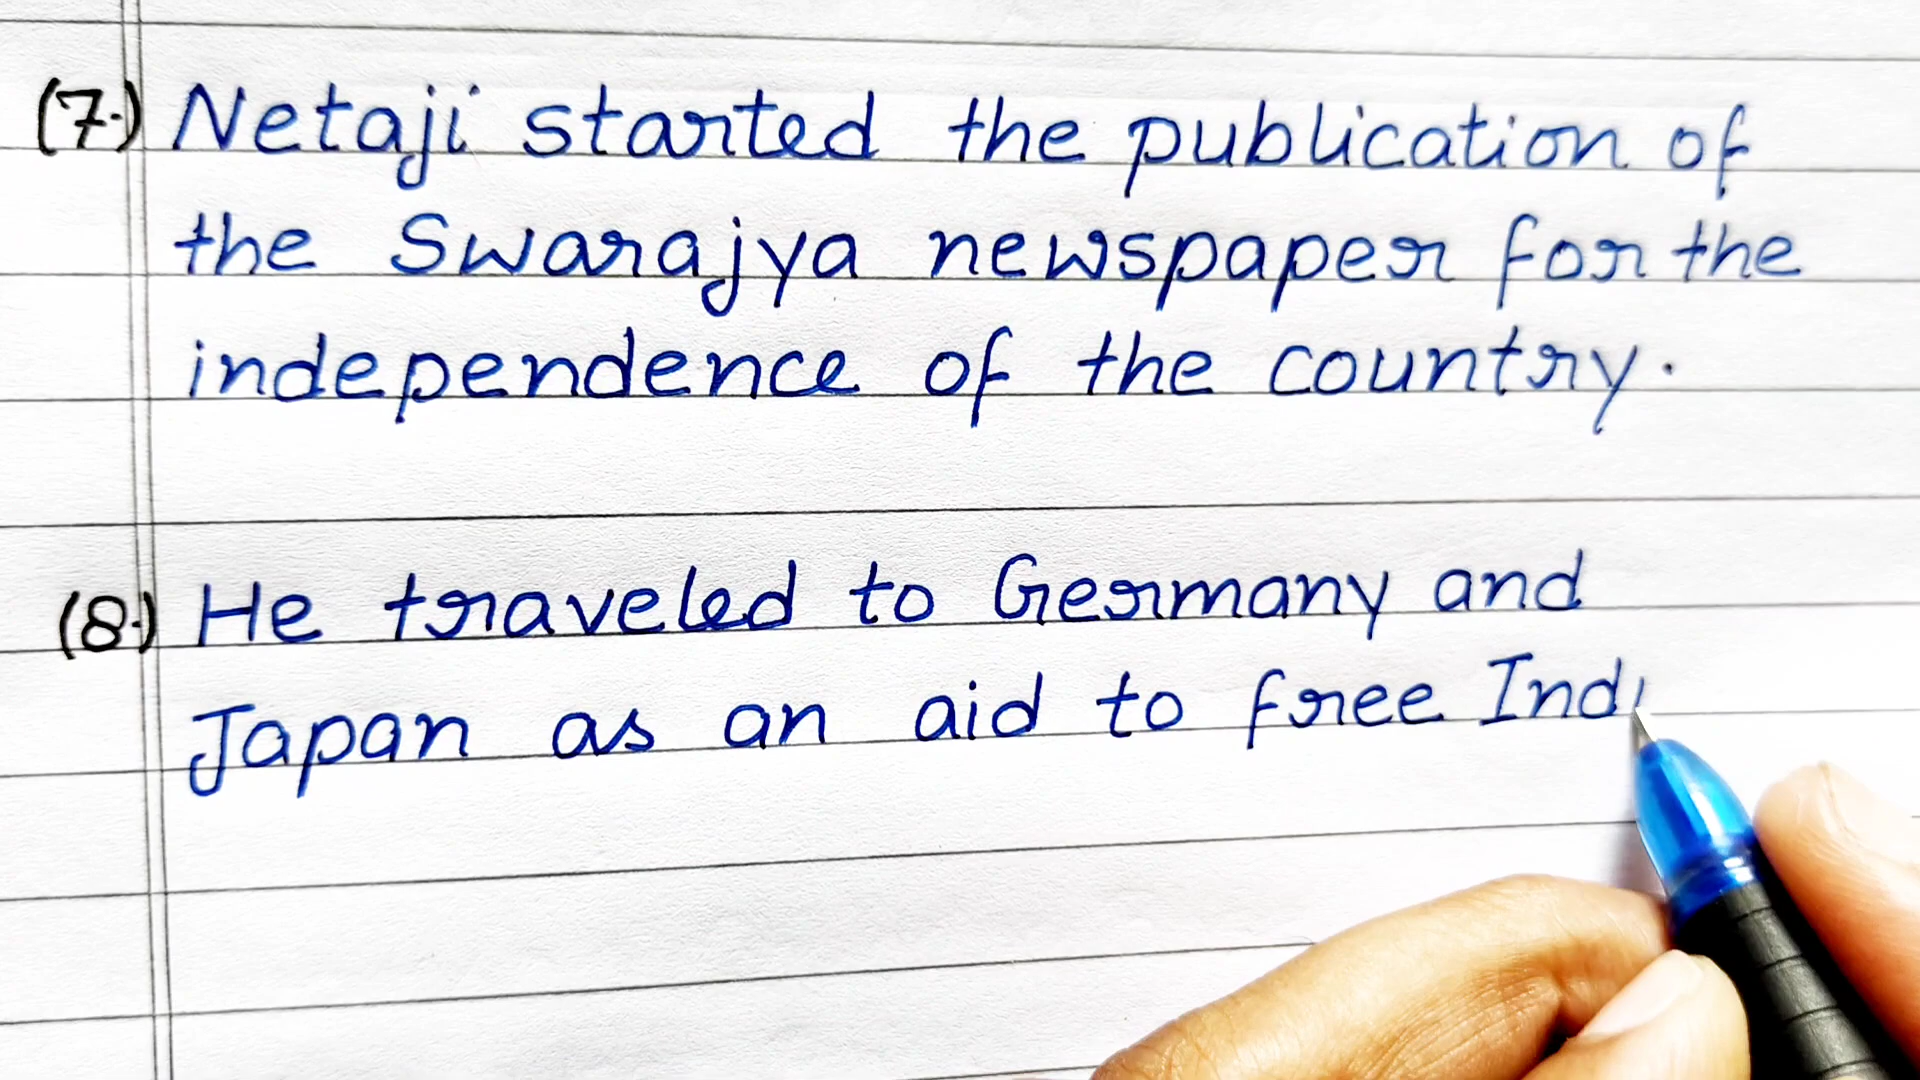 (7.) Netaji started the publication of
the Swarajya newspaper for the
independence of the country.
(8.) He traveled to Germany and
Japan as an aid to free Indi